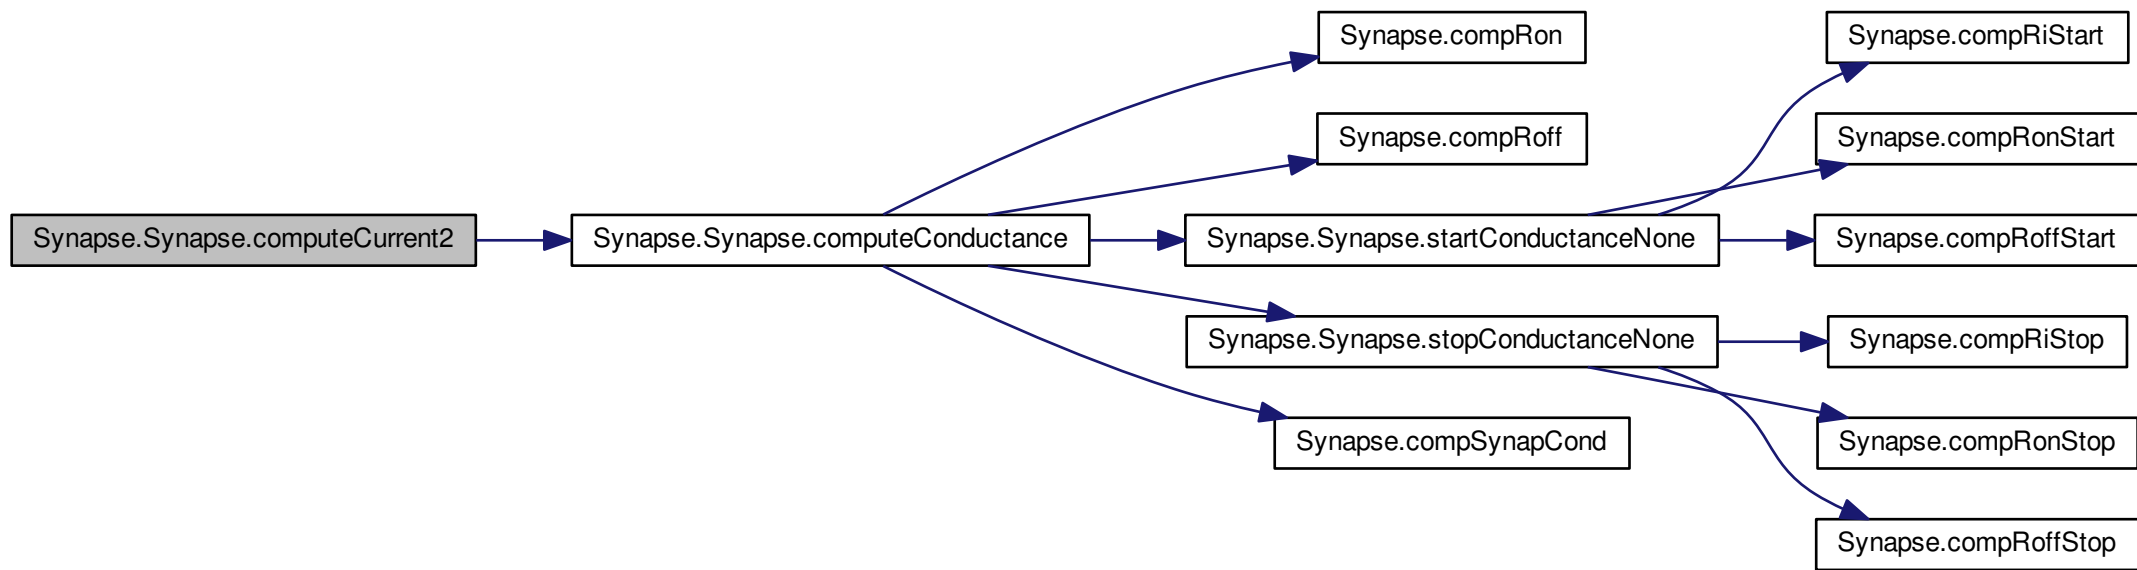 Synapse.compRon
Synapse.compRiStart
Synapse.compRoff
Synapse.compRonStart
Synapse.Synapse.computeCurrent2
Synapse.Synapse.computeConductance
Synapse.Synapse.startConductanceNone
Synapse.compRoffStart
Synapse.Synapse.stopConductanceNone
Synapse.compRiStop
Synapse.compSynapCond
Synapse.compRonStop
Synapse.compRoffStop